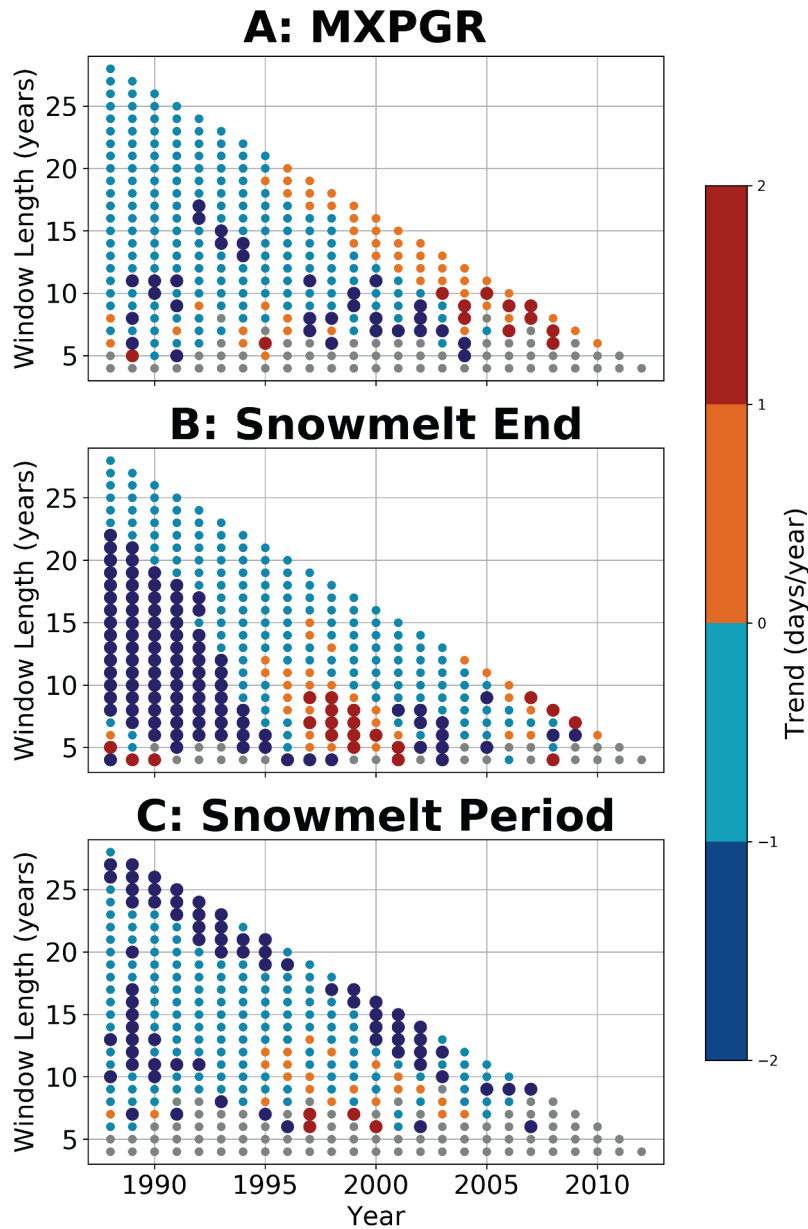 A: MXPGR
Window Length (years)
25
20
15
10
5
B: Snowmelt End
Window Length (years)
25
20
15
10
5
C: Snowmelt Period
Window Length (years)
25
20
15
10
5
1990 1995 2000 2005 2010
Year
2
1
0
−1
−2
Trend (days/year)